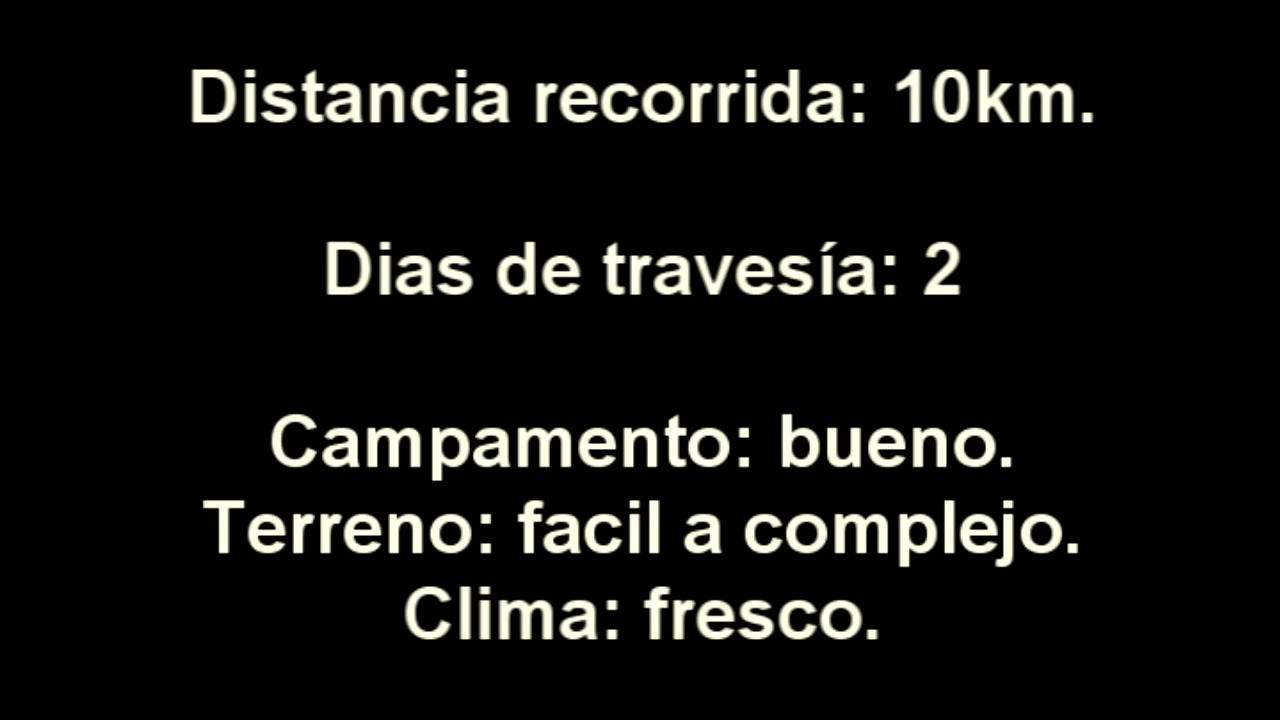 Distancia recorrida: 10km.
Dias de travesía: 2
Campamento: bueno.
Terreno: facil a complejo.
Clima: fresco.